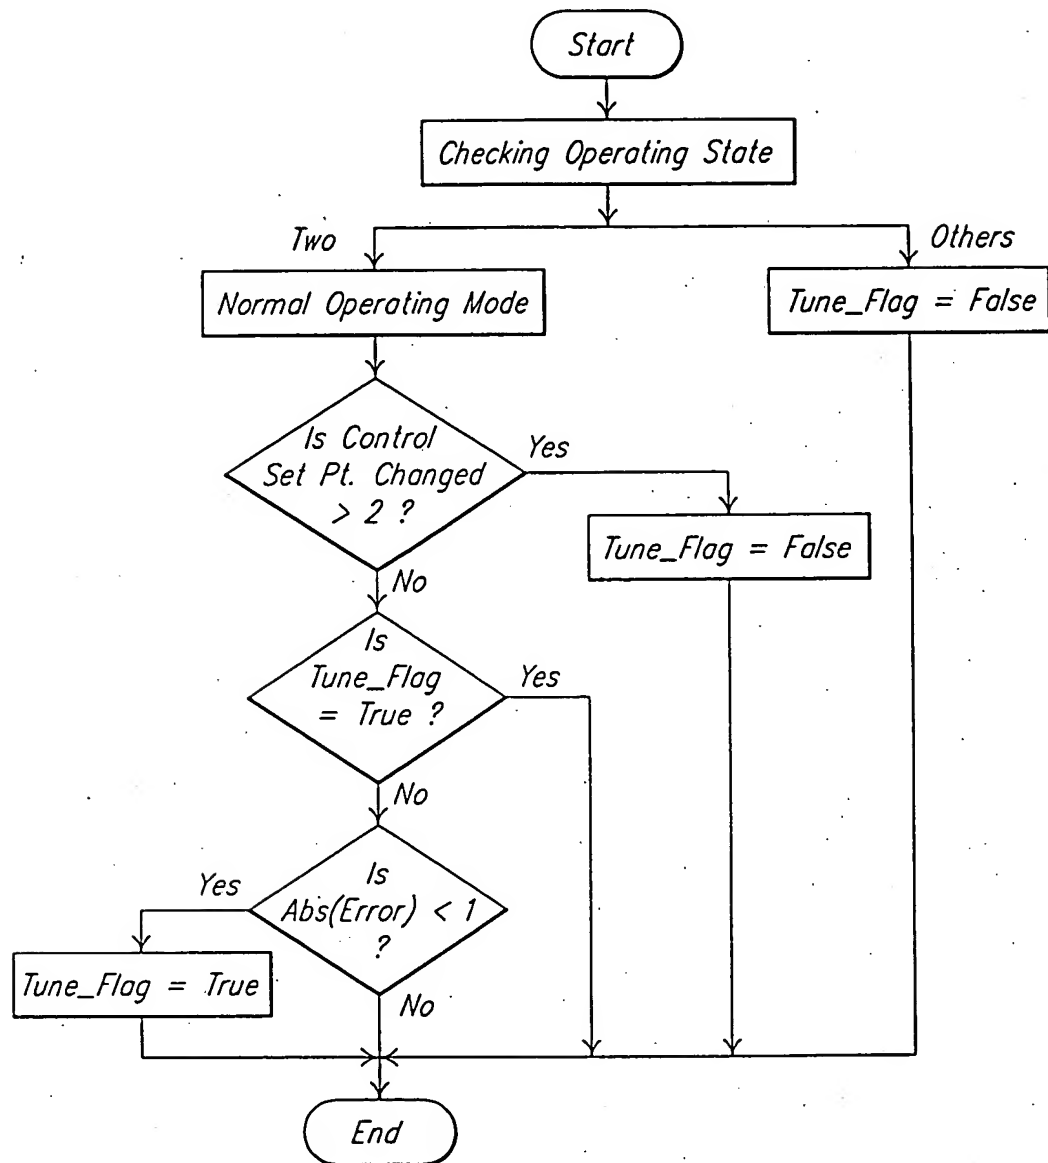 Start
Checking Operating State
Two
Others
Normal Operating Mode
Tune_Flag = False
Is Control
Set Pt. Changed
> 2 ?
Yes
Tune_Flag = False
No
Is
Tune_Flag
= True ?
Yes
No
Is
Abs(Error) < 1
?
Yes
Tune_Flag = True
No
End